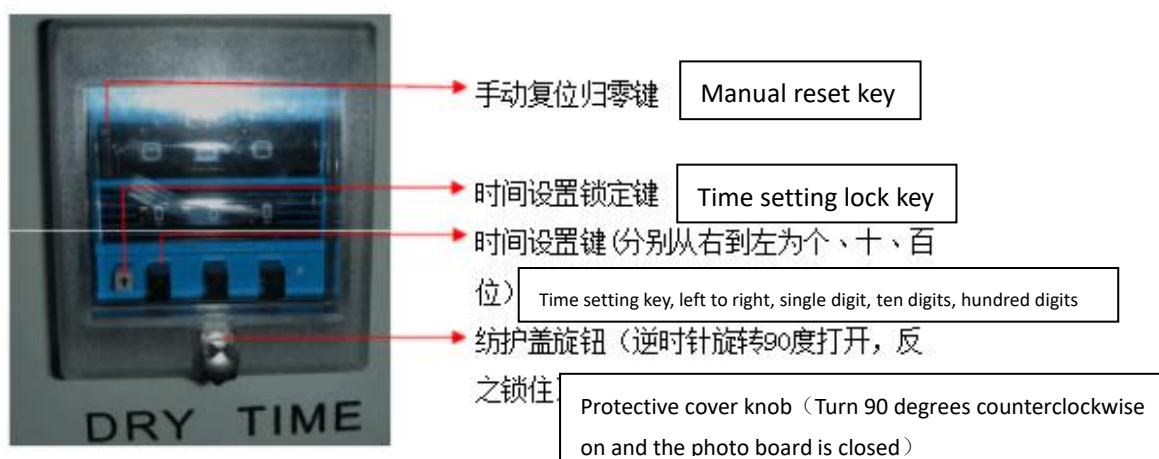 手动复位归零键
Manual reset key
时间设置锁定键
Time setting lock key
时间设置键(分别从右到左为个、十、百
位)
Time setting key, left to right, single digit, ten digits, hundred digits
纺护盖旋钮（逆时针旋转90度打开，反
之锁住
Protective cover knob（Turn 90 degrees counterclockwise
on and the photo board is closed）
DRY TIME